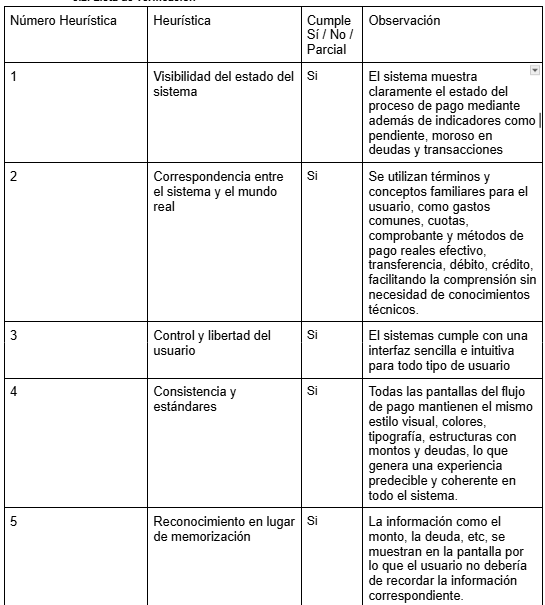 Número Heurística
Heurística
Cumple
Sí / No /
Parcial
Observación
1
Visibilidad del estado del
sistema
Si
El sistema muestra
claramente el estado del
proceso de pago mediante
además de indicadores como
pendiente, moroso en
deudas y transacciones
2
Correspondencia entre
el sistema y el mundo
real
Si
Se utilizan términos y
conceptos familiares para el
usuario, como gastos
comunes, cuotas,
comprobante y métodos de
pago reales efectivo,
transferencia, débito, crédito,
facilitando la comprensión sin
necesidad de conocimientos
técnicos.
3
Control y libertad del
usuario
Si
El sistemas cumple con una
interfaz sencilla e intuitiva
para todo tipo de usuario
4
Consistencia y
estándares
Si
Todas las pantallas del flujo
de pago mantienen el mismo
estilo visual, colores,
tipografía, estructuras con
montos y deudas, lo que
genera una experiencia
predecible y coherente en
todo el sistema.
5
Reconocimiento en lugar
de memorización
Si
La información como el
monto, la deuda, etc, se
muestran en la pantalla por
lo que el usuario no debería
de recordar la información
correspondiente.